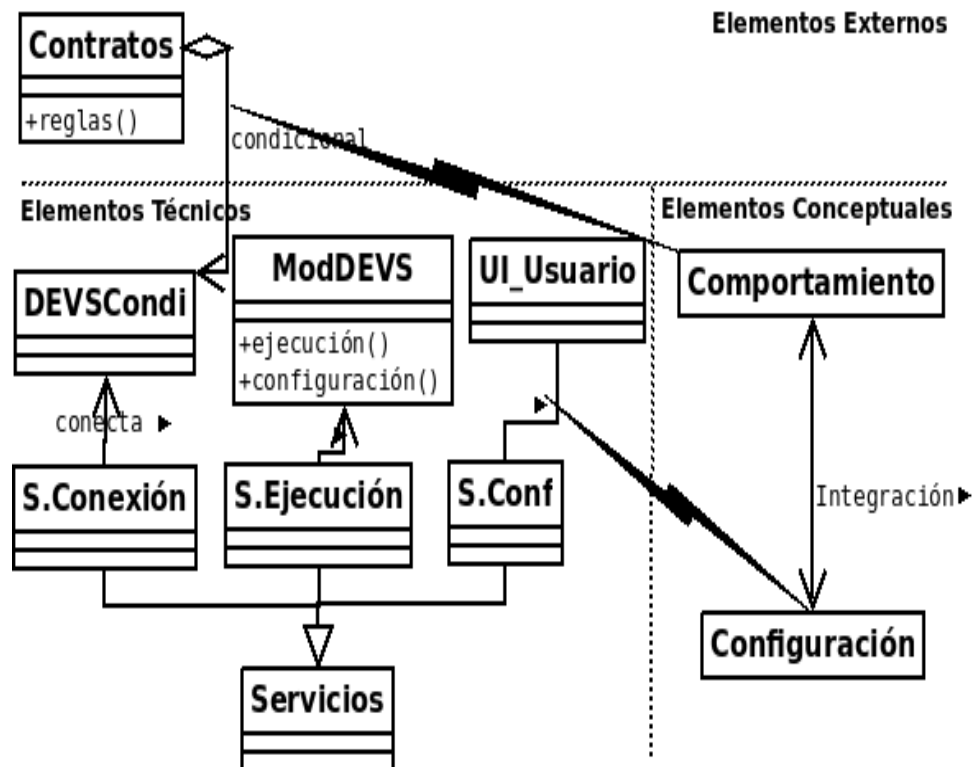 Elementos Externos
Contratos
+reglas()
condicional
Elementos Técnicos
Elementos Conceptuales
ModDEVS
+ejecución()
+configuración()
UI_Usuario
DEVSCondi
Comportamiento
conecta
S.Conexión
S.Ejecución
S.Conf
Integración
Configuración
Servicios